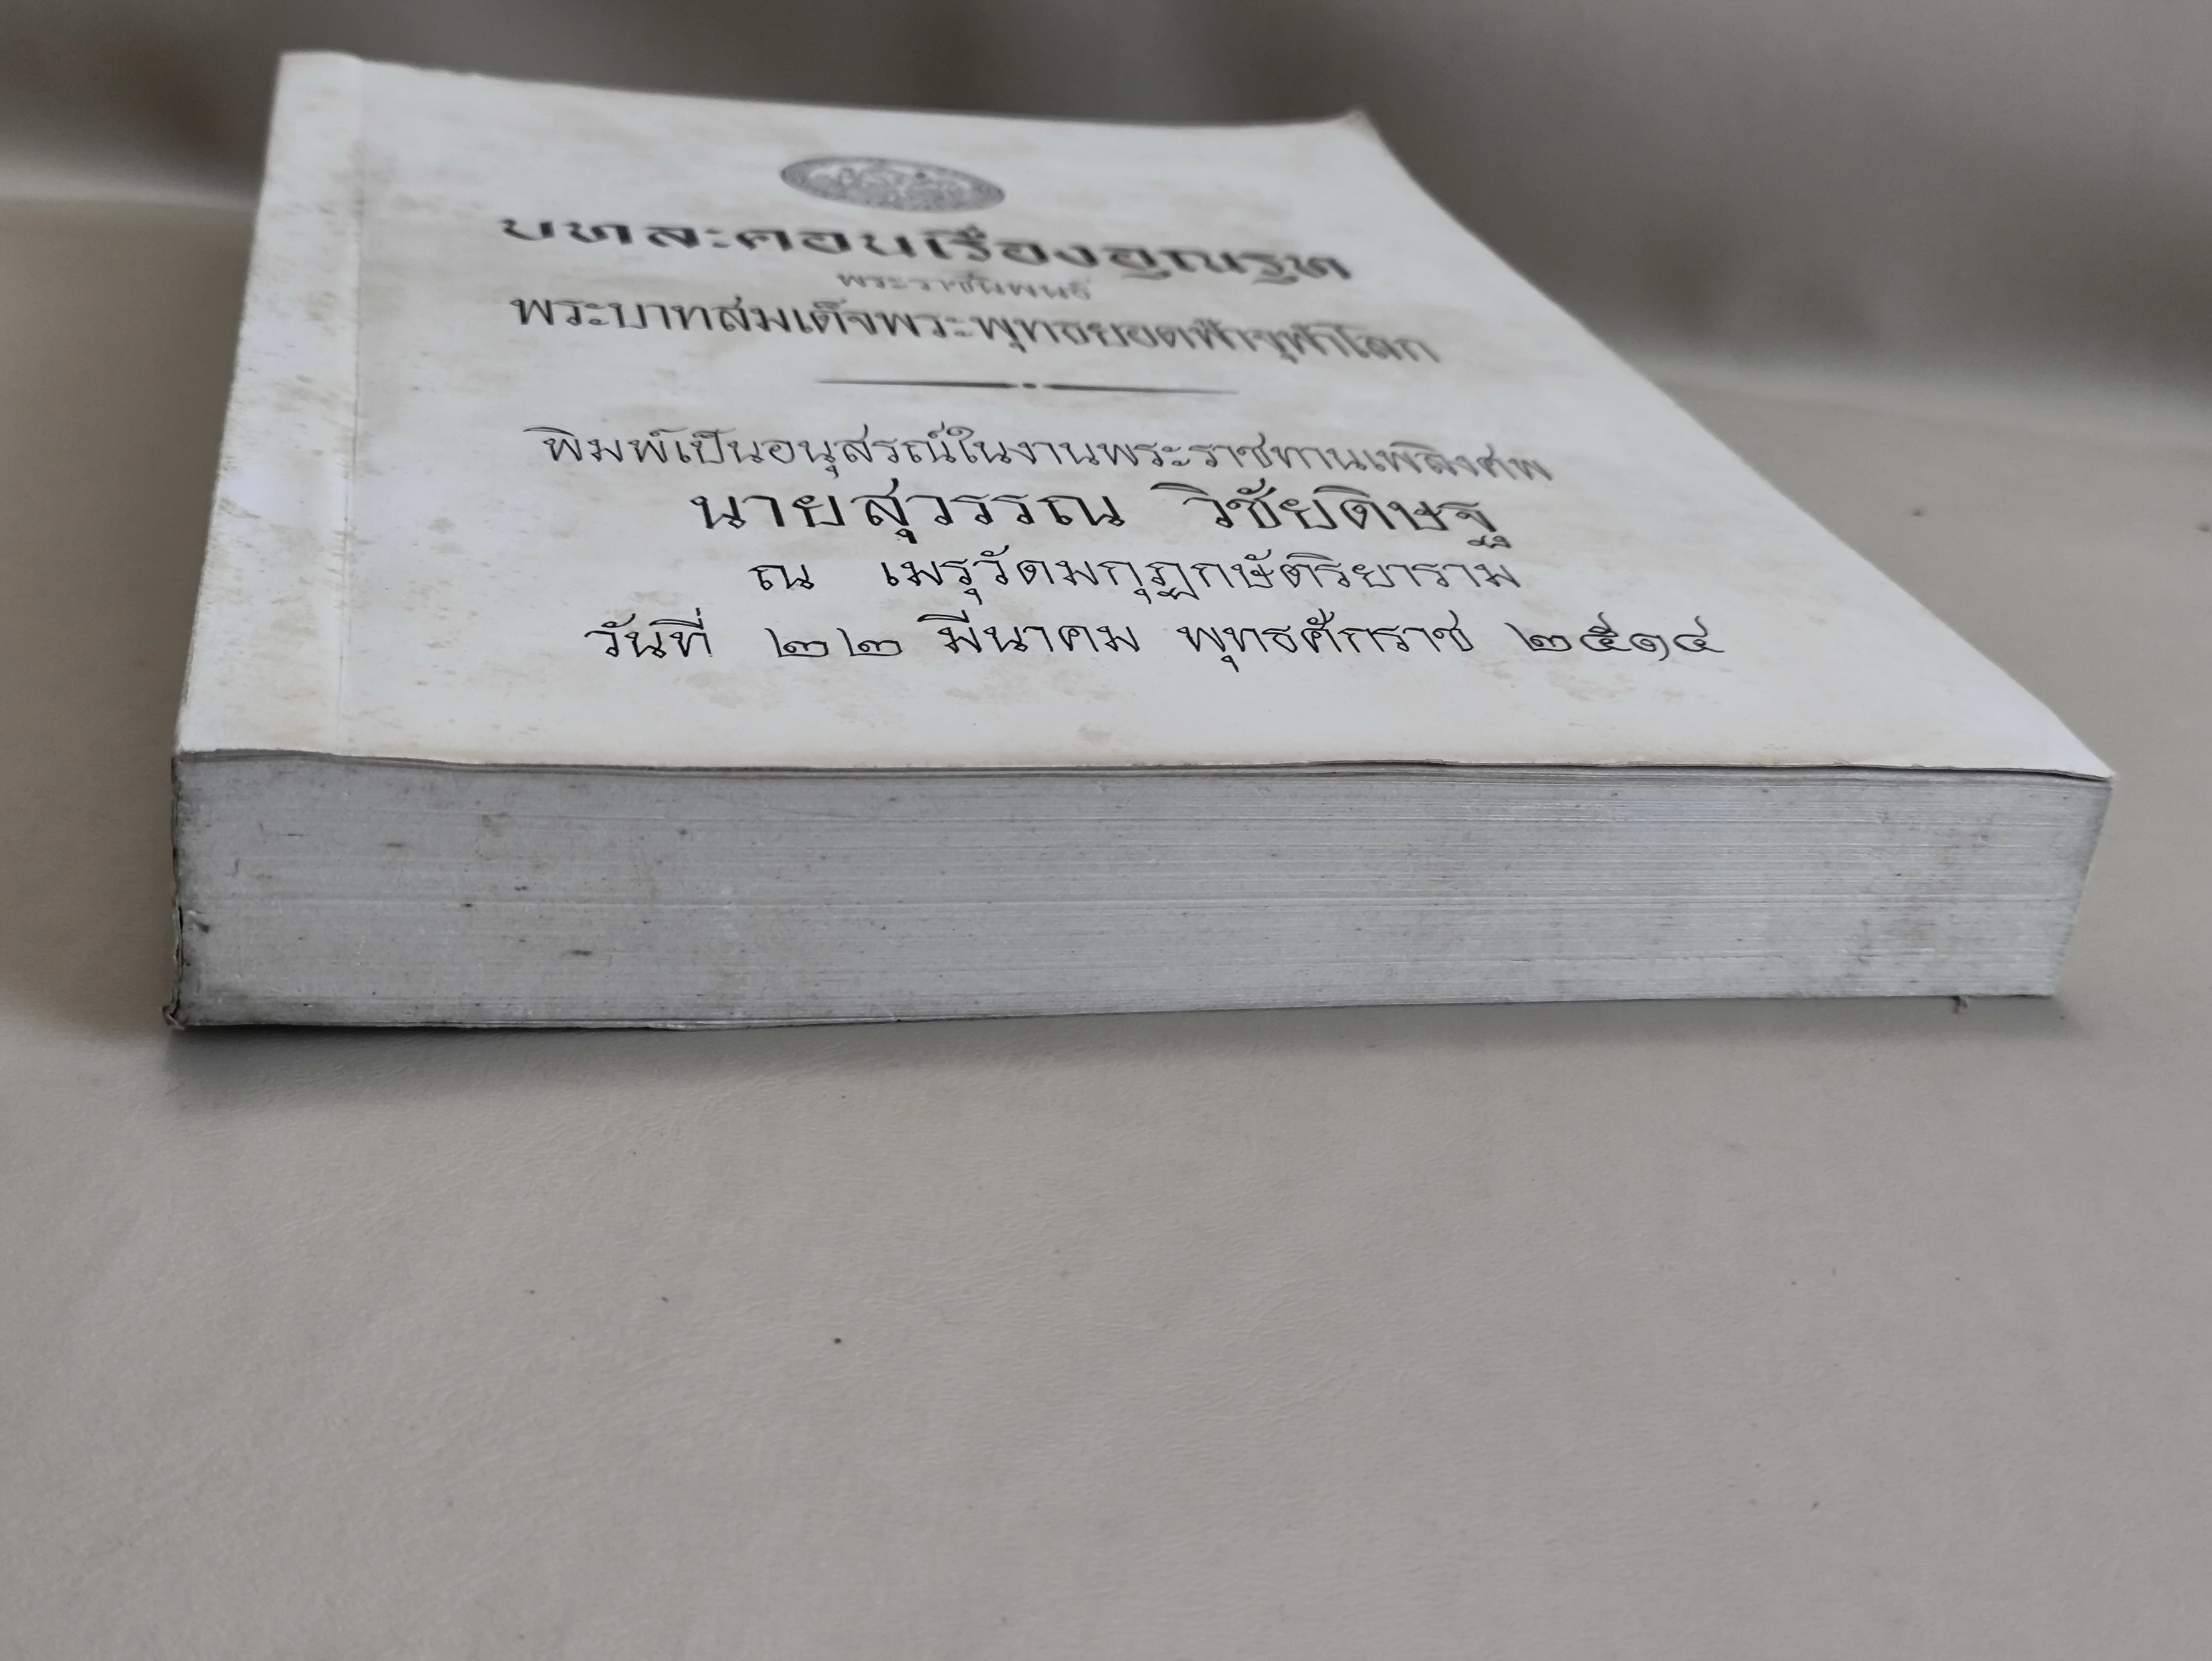 บทละคอนเรื่องอุณรุท
พระราชนิพนธ์
พระบาทสมเด็จพระพุทธยอดฟ้าจุฬาโลก
พิมพ์เป็นอนุสรณ์ในงานพระราชทานเพลิงศพ
นายสุวรรณ วิชัยดิษฐ
ณ เมรุวัดมกุฏกษัตริยาราม
วันที่ ๒๒ มีนาคม พุทธศักราช ๒๕๑๔